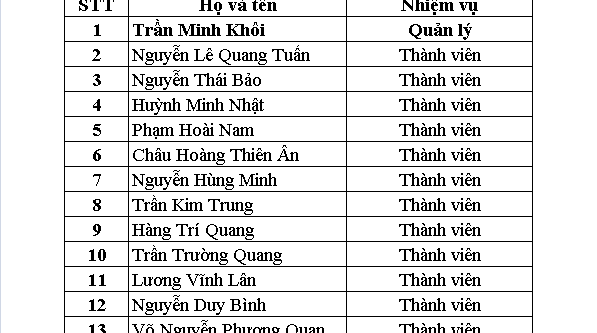 STT Họ và tên Nhiệm vụ
1 Trần Minh Khôi Quản lý
2 Nguyễn Lê Quang Tuấn Thành viên
3 Nguyễn Thái Bảo Thành viên
4 Huỳnh Minh Nhật Thành viên
5 Phạm Hoài Nam Thành viên
6 Châu Hoàng Thiên Ân Thành viên
7 Nguyễn Hùng Minh Thành viên
8 Trần Kim Trung Thành viên
9 Hàng Trí Quang Thành viên
10 Trần Trường Quang Thành viên
11 Lương Vĩnh Lân Thành viên
12 Nguyễn Duy Bình Thành viên
13 Võ Nguyễn Phương Quan Thành viên